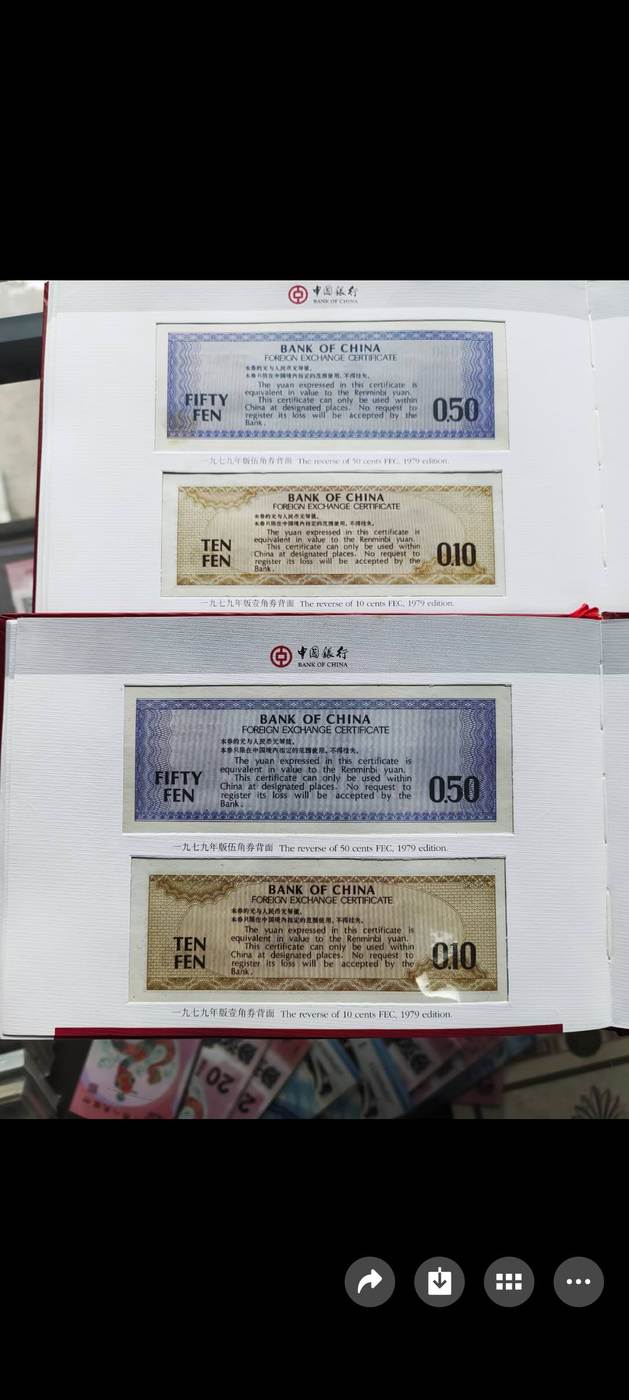 中国银行
BANK OF CHINA
BANK OF CHINA
FOREIGN EXCHANGE CERTIFICATE
本券的元与人民币元等值。
本券只限在中国境内指定的范围使用，不得挂失。
The yuan expressed in this certificate is
equivalent in value to the Renminbi yuan.
This certificate can only be used within
China at designated places. No request to
register its loss will be accepted by the
Bank.
FIFTY
FEN
0.50
一九七九年版伍角券背面 The reverse of 50 cents FEC, 1979 edition.
BANK OF CHINA
FOREIGN EXCHANGE CERTIFICATE
本券的元与人民币元等值。
本券只限在中国境内指定的范围使用，不得挂失。
The yuan expressed in this certificate is
equivalent in value to the Renminbi yuan.
This certificate can only be used within
China at designated places. No request to
register its loss will be accepted by the
Bank.
TEN
FEN
0.10
一九七九年版壹角券背面 The reverse of 10 cents FEC, 1979 edition.
中国银行
BANK OF CHINA
BANK OF CHINA
FOREIGN EXCHANGE CERTIFICATE
本券的元与人民币元等值。
本券只限在中国境内指定的范围使用，不得挂失。
The yuan expressed in this certificate is
equivalent in value to the Renminbi yuan.
This certificate can only be used within
China at designated places. No request to
register its loss will be accepted by the
Bank.
FIFTY
FEN
0.50
一九七九年版伍角券背面 The reverse of 50 cents FEC, 1979 edition.
BANK OF CHINA
FOREIGN EXCHANGE CERTIFICATE
本券的元与人民币元等值。
本券只限在中国境内指定的范围使用，不得挂失。
The yuan expressed in this certificate is
equivalent in value to the Renminbi yuan.
This certificate can only be used within
China at designated places. No request to
register its loss will be accepted by the
Bank.
TEN
FEN
0.10
一九七九年版壹角券背面 The reverse of 10 cents FEC, 1979 edition.
20